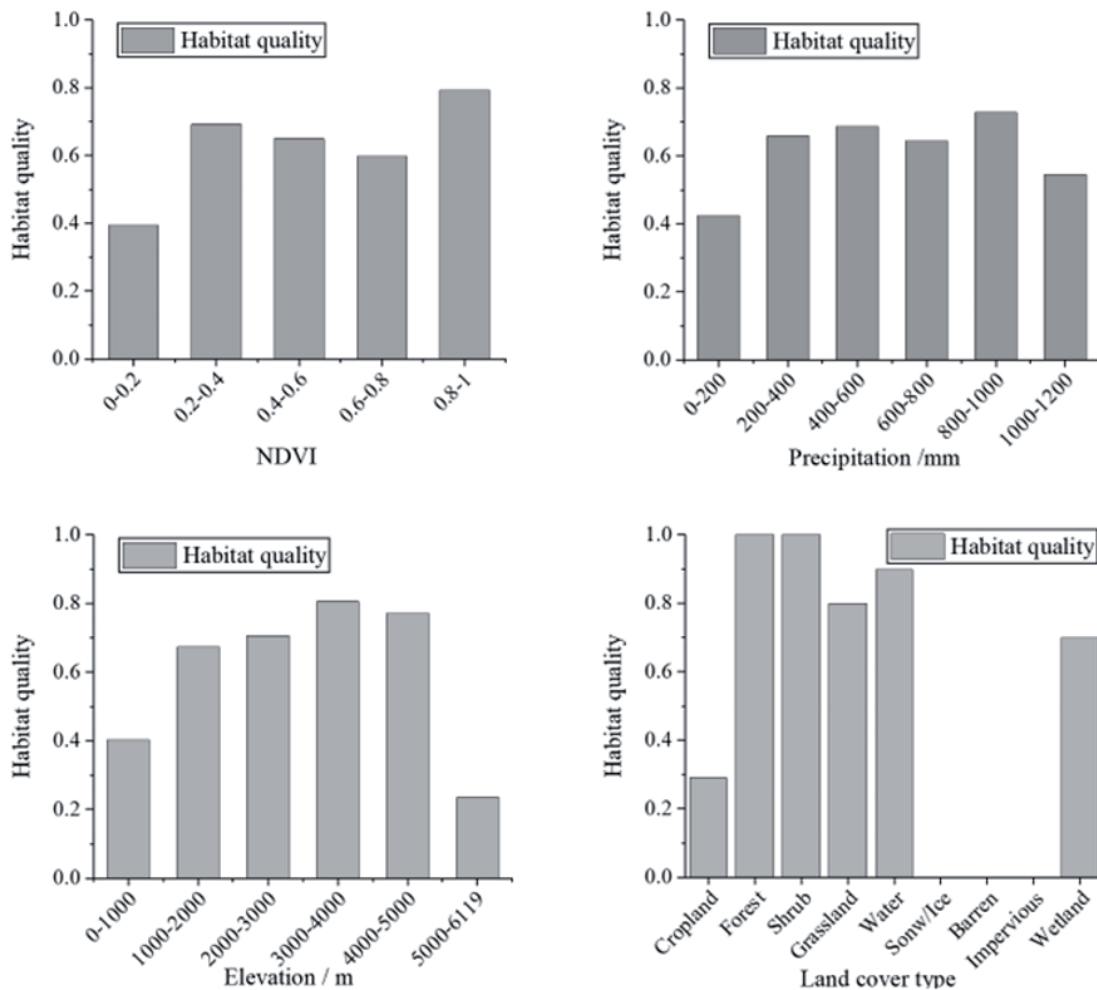 Habitat quality
Habitat quality
1.0
0.8
0.6
0.4
0.2
0.0
0-0.2
0.2-0.4
0.4-0.6
0.6-0.8
0.8-1
NDVI
Habitat quality
Habitat quality
1.0
0.8
0.6
0.4
0.2
0.0
0-200
200-400
400-600
600-800
800-1000
1000-1200
Precipitation /mm
Habitat quality
Habitat quality
1.0
0.8
0.6
0.4
0.2
0.0
0-1000
1000-2000
2000-3000
3000-4000
4000-5000
5000-6119
Elevation / m
Habitat quality
Habitat quality
1.0
0.8
0.6
0.4
0.2
0.0
Cropland
Forest
Shrub
Grassland
Water
Sonw/Ice
Barren
Impervious
Wetland
Land cover type